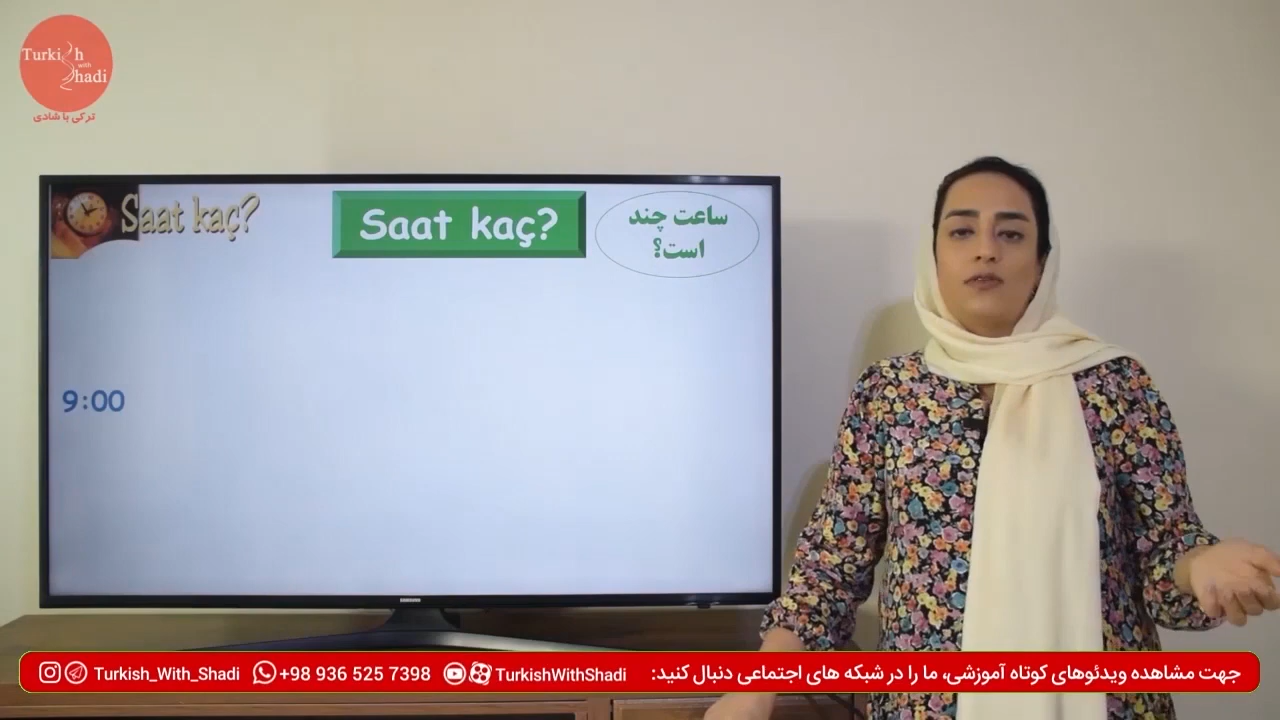 Turkish
with
Shadi
ترکی با شادی
Saat kaç?
Saat kaç?
ساعت چند
است؟
9:00
SAMSUNG
Turkish_With_Shadi +98 936 525 7398 TurkishWithShadi جهت مشاهده ویدئوهای کوتاه آموزشی، ما را در شبکه های اجتماعی دنبال کنید: